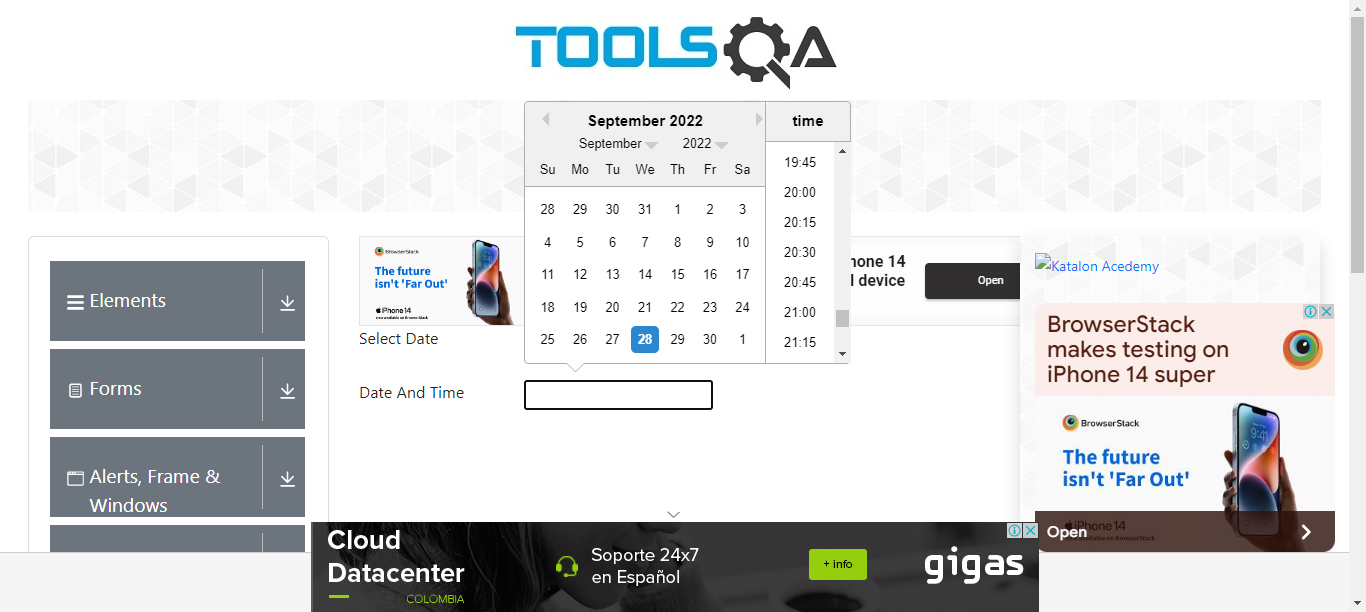 TOOLSQA
September 2022
time
September 2022
Su Mo Tu We Th Fr Sa
28 29 30 31 1 2 3
4 5 6 7 8 9 10
11 12 13 14 15 16 17
18 19 20 21 22 23 24
25 26 27 28 29 30 1
19:45
20:00
20:15
20:30
20:45
21:00
21:15
Elements
Forms
Alerts, Frame &
Windows
BrowserStack
The future
isn't 'Far Out'
iPhone 14
hone 14
l device
Open
Select Date
Date And Time
Katalon Acedemy
BrowserStack
makes testing on
iPhone 14 super
BrowserStack
The future
isn't 'Far Out'
iPhone 14
Open
Cloud
Datacenter
COLOMBIA
Soporte 24x7
en Español
+ info
gigas